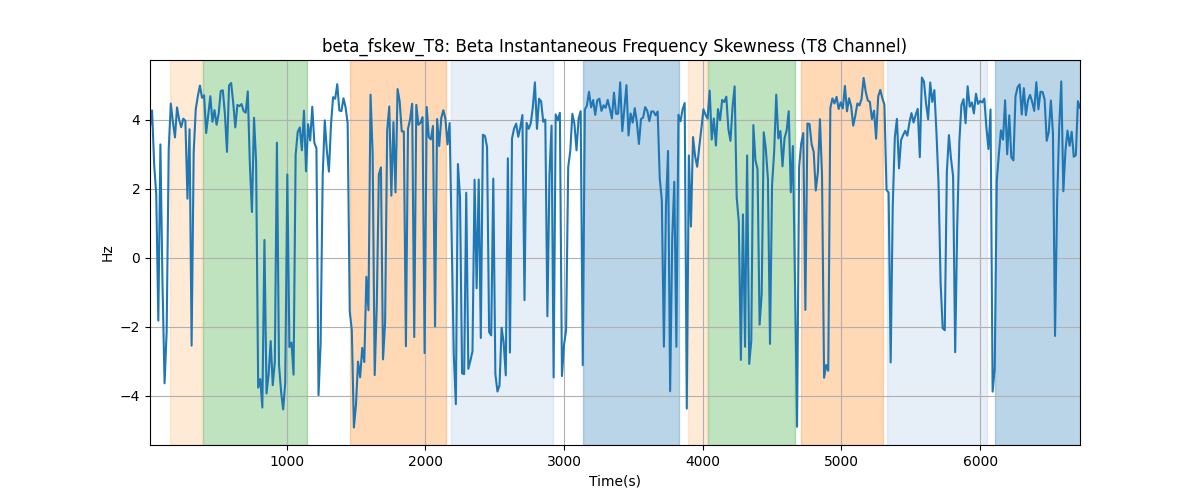 beta_fskew_T8: Beta Instantaneous Frequency Skewness (T8 Channel)
4
2
0
−2
−4
Hz
1000 2000 3000 4000 5000 6000
Time(s)